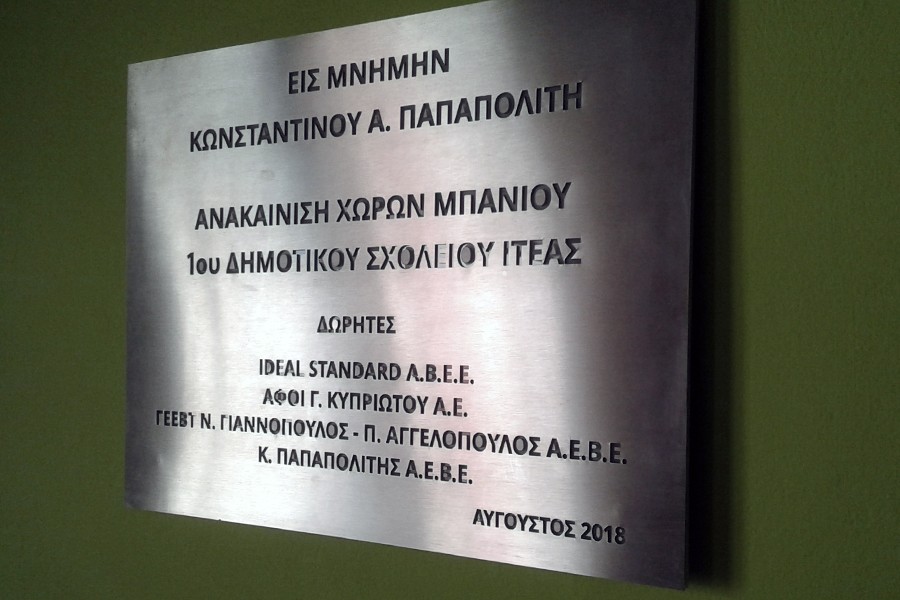 ΕΙΣ ΜΝΗΜΗΝ
ΚΩΝΣΤΑΝΤΙΝΟΥ Α. ΠΑΠΑΠΟΛΙΤΗ
ΑΝΑΚΑΙΝΙΣΗ ΧΩΡΩΝ ΜΠΑΝΙΟΥ
1ου ΔΗΜΟΤΙΚΟΥ ΣΧΟΛΕΙΟΥ ΙΤΕΑΣ
ΔΩΡΗΤΕΣ
IDEAL STANDARD Α.Β.Ε.Ε.
ΑΦΟΙ Γ. ΚΥΠΡΙΩΤΟΥ Α.Ε.
ΓΕΕΒΤ Ν. ΓΙΑΝΝΟΠΟΥΛΟΣ - Π. ΑΓΓΕΛΟΠΟΥΛΟΣ Α.Ε.Β.Ε.
Κ. ΠΑΠΑΠΟΛΙΤΗΣ Α.Ε.Β.Ε.
ΑΥΓΟΥΣΤΟΣ 2018